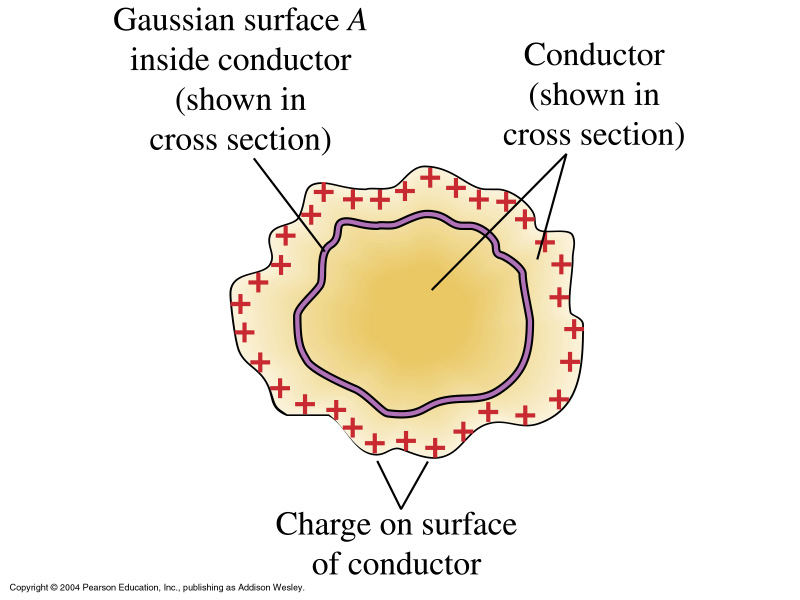 Gaussian surface A
inside conductor
(shown in
cross section)
Conductor
(shown in
cross section)
Charge on surface
of conductor
Copyright © 2004 Pearson Education, Inc., publishing as Addison Wesley.